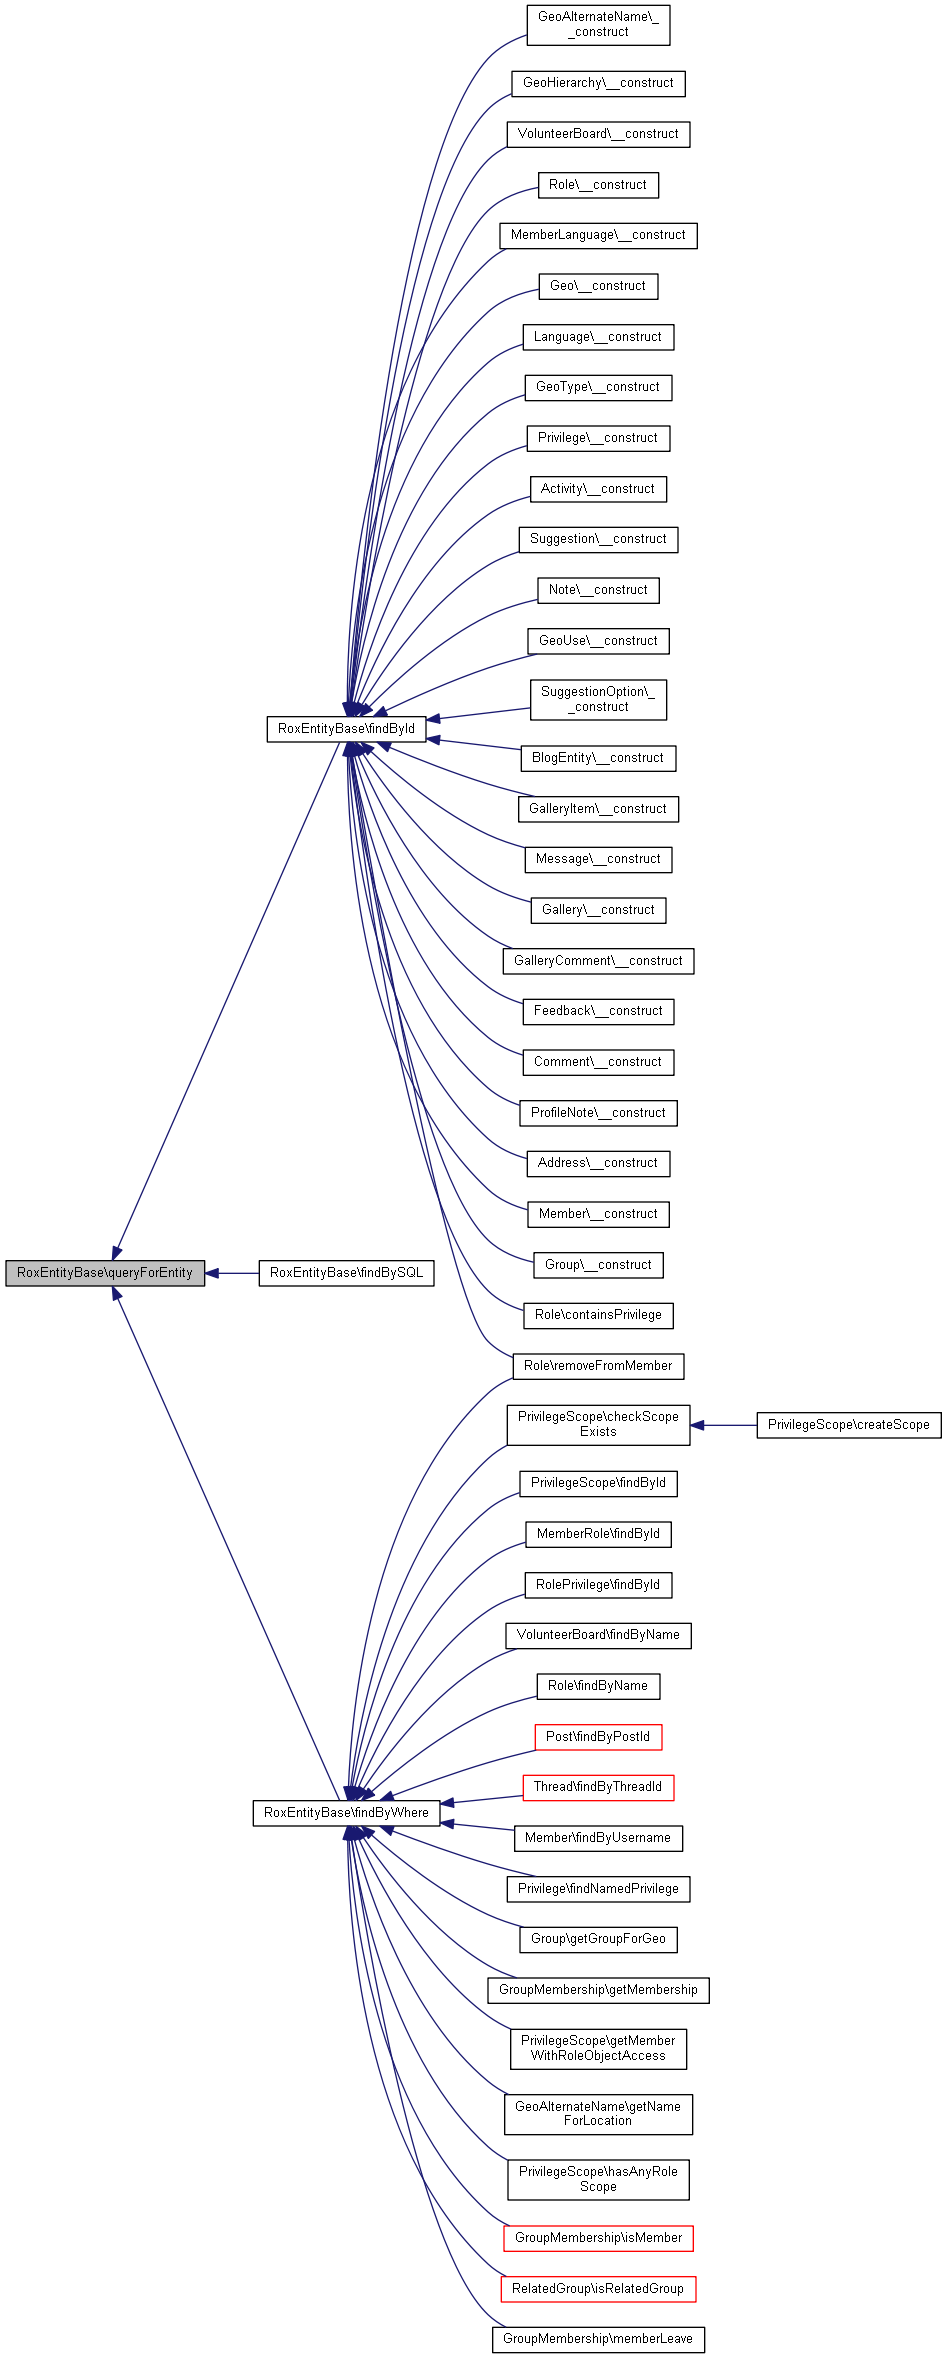 GeoAlternateName\_
_construct
GeoHierarchy\__construct
VolunteerBoard\__construct
Role\__construct
MemberLanguage\__construct
Geo\__construct
Language\__construct
GeoType\__construct
Privilege\__construct
Activity\__construct
Suggestion\__construct
Note\__construct
GeoUse\__construct
SuggestionOption\_
_construct
RoxEntityBase\findById
BlogEntity\__construct
GalleryItem\__construct
Message\__construct
Gallery\__construct
GalleryComment\__construct
Feedback\__construct
Comment\__construct
ProfileNote\__construct
Address\__construct
Member\__construct
Group\__construct
RoxEntityBase\queryForEntity
RoxEntityBase\findBySQL
Role\containsPrivilege
Role\removeFromMember
PrivilegeScope\checkScope
Exists
PrivilegeScope\createScope
PrivilegeScope\findById
MemberRole\findById
RolePrivilege\findById
VolunteerBoard\findByName
Role\findByName
Post\findByPostId
Thread\findByThreadId
RoxEntityBase\findByWhere
Member\findByUsername
Privilege\findNamedPrivilege
Group\getGroupForGeo
GroupMembership\getMembership
PrivilegeScope\getMember
WithRoleObjectAccess
GeoAlternateName\getName
ForLocation
PrivilegeScope\hasAnyRole
Scope
GroupMembership\isMember
RelatedGroup\isRelatedGroup
GroupMembership\memberLeave